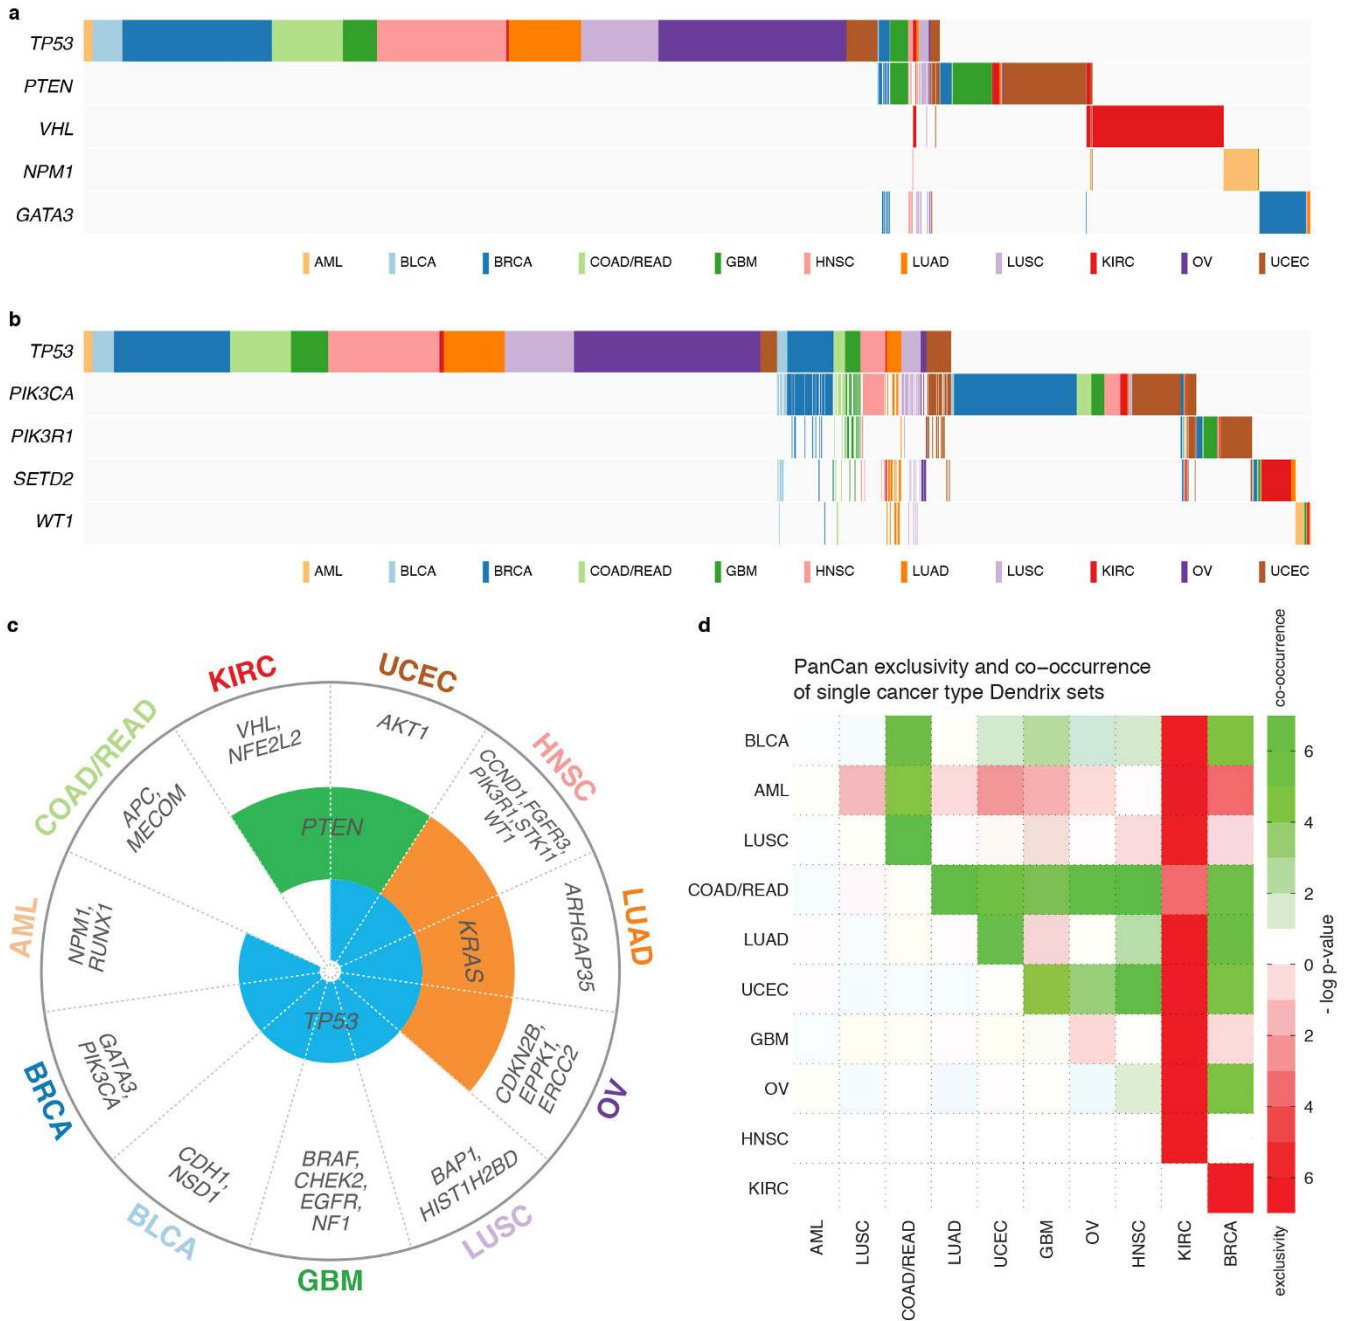 a
TP53
PTEN
VHL
NPM1
GATA3
AML BLCA BRCA COAD/READ GBM HNSC LUAD LUSC KIRC OV UCEC
b
TP53
PIK3CA
PIK3R1
SETD2
WT1
AML BLCA BRCA COAD/READ GBM HNSC LUAD LUSC KIRC OV UCEC
c
KIRC
UCEC
HNSC
LUAD
OV
LUSC
GBM
BLCA
BRCA
AML
COAD/READ
VHL,
NFE2L2
AKT1
CCND1,FGFR3,
PIK3R1,STK11
WT1
ARHGAP35
CDKN2B,
EPPK1,
ERCC2
BAP1,
HIST1H2BD
BRAF,
CHEK2,
EGFR,
NF1
CDH1,
NSD1
GATA3,
PIK3CA
NPM1,
RUNX1
APC,
MECOM
PTEN
KRAS
TP53
d
PanCan exclusivity and co-occurrence
of single cancer type Dendrix sets
BLCA
AML
LUSC
COAD/READ
LUAD
UCEC
GBM
OV
HNSC
KIRC
AML LUSC COAD/READ LUAD UCEC GBM OV HNSC KIRC BRCA
co-occurrence
6
4
2
0
2
4
6
- log p-value
exclusivity